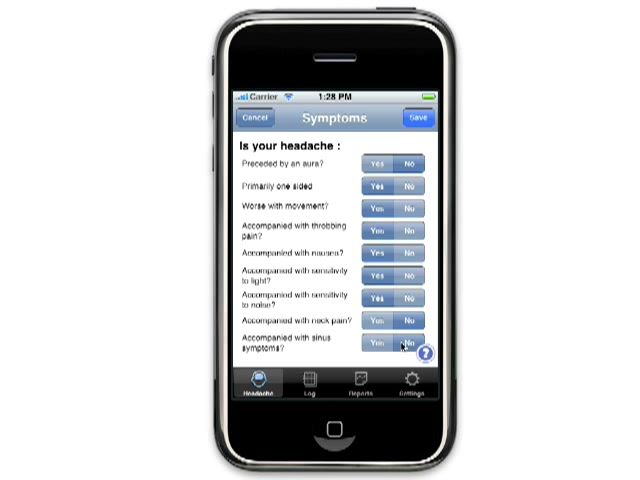 Carrier 1:28 PM
Cancel Symptoms Save
Is your headache :
Preceded by an aura? Yes No
Primarily one sided Yes No
Worse with movement? Yes No
Accompanied with throbbing
pain? Yes No
Accompanied with nausea? Yes No
Accompanied with sensitivity
to light? Yes No
Accompanied with sensitivity
to noise? Yes No
Accompanied with neck pain? Yes No
Accompanied with sinus
symptoms? Yes No
?
Headache Log Reports Settings